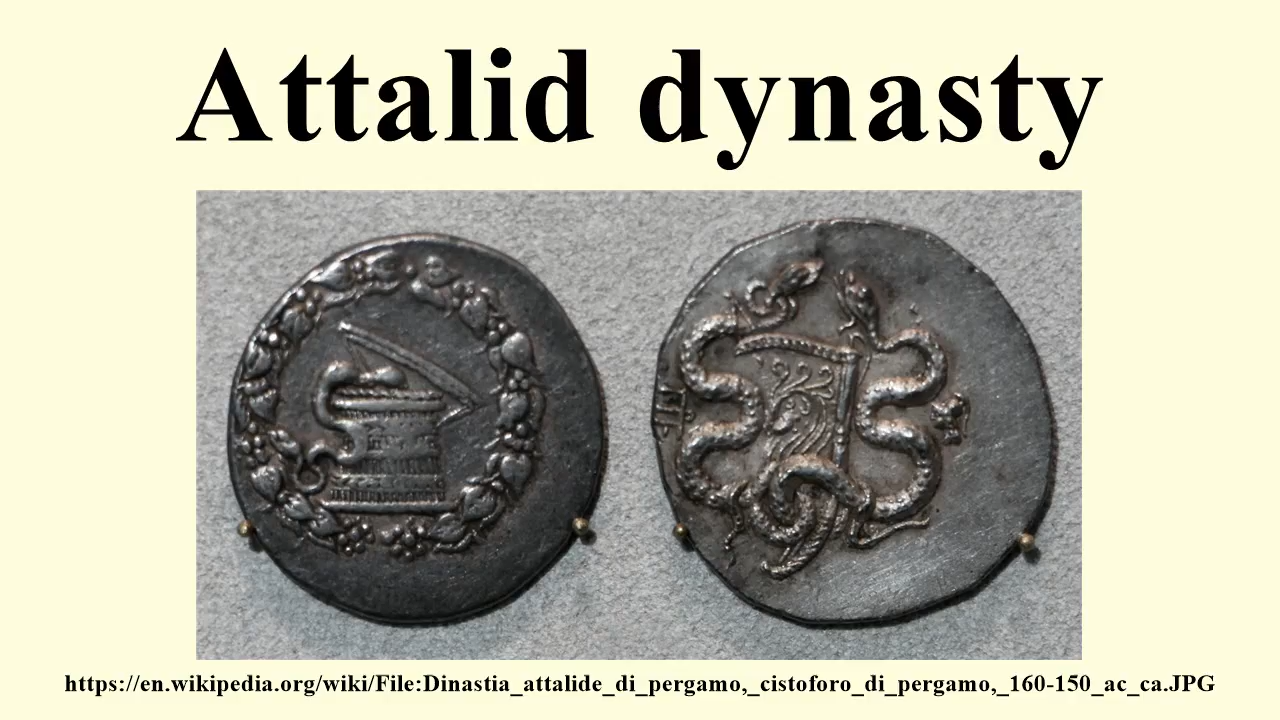 Attalid dynasty
https://en.wikipedia.org/wiki/File:Dinastia_attalide_di_pergamo,_cistoforo_di_pergamo,_160-150_ac_ca.JPG